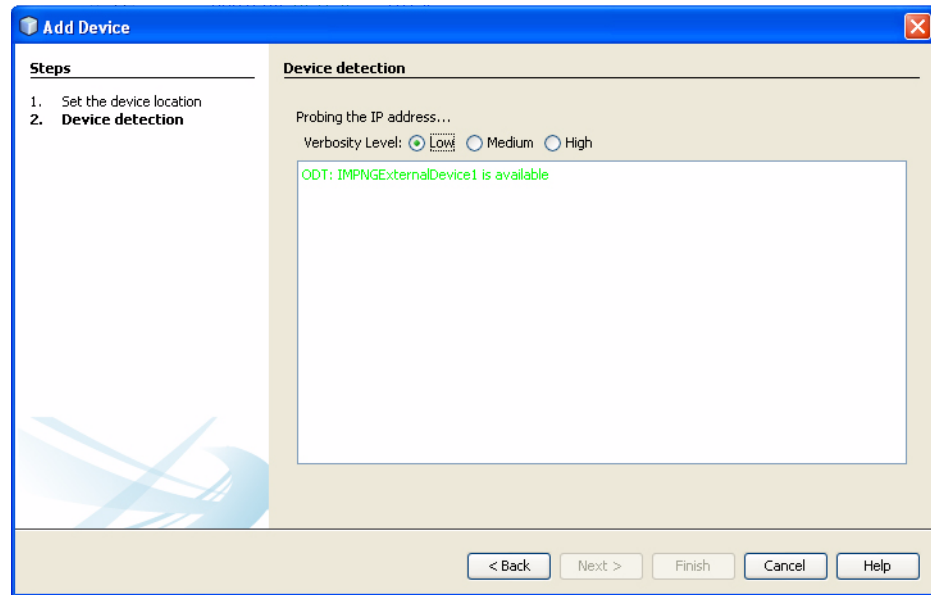 Add Device
Steps
1. Set the device location
2. Device detection
Device detection
Probing the IP address...
Verbosity Level: Low Medium High
ODT: IMPNGExternalDevice1 is available
< Back Next > Finish Cancel Help